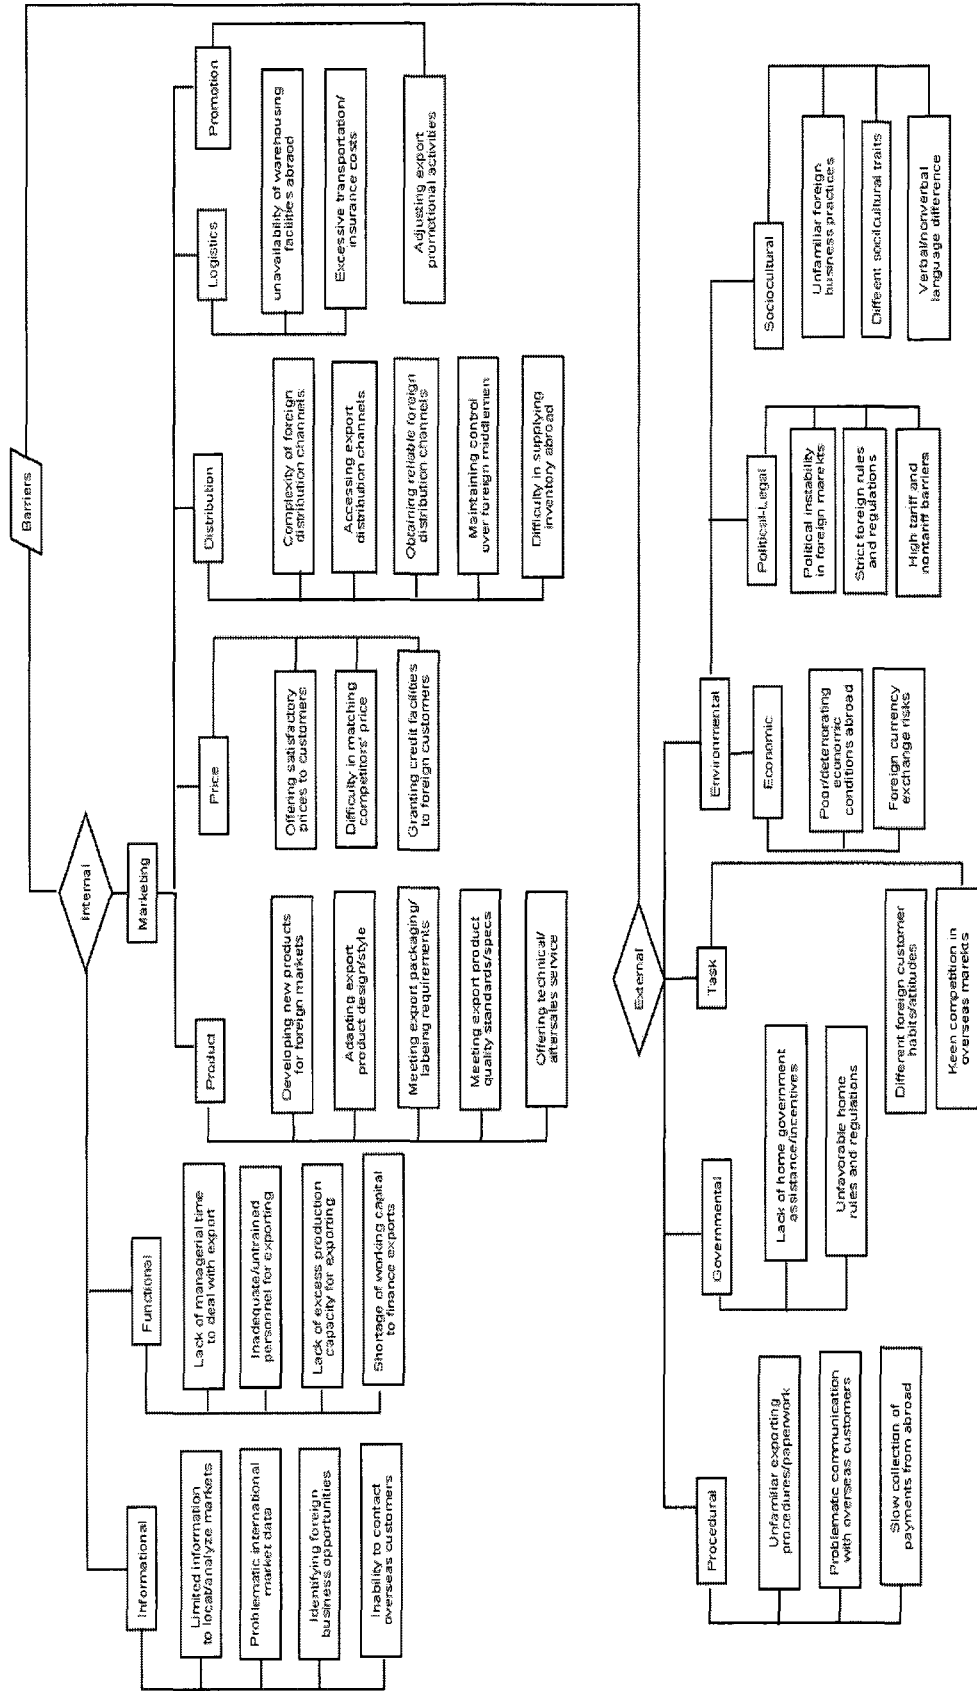 Barriers
Internal
Informational
Limited information
to locat/analyze markets
Problematic international
market data
Identifying foreign
business opportunities
Inability to contact
overseas customers
Functional
Lack of managerial time
to deal with export
Inadequate/untrained
personnel for exporting
Lack of excess production
capacity for exporting
Shortage of working capital
to finance exports
Marketing
Product
Developing new products
for foreign markets
Adapting export
product design/style
Meeting export packaging/
labeing requirements
Meeting export product
quality standards/specs
Offering technical/
aftersales service
Price
Offering satisfactory
prices to customers
Difficulty in matching
competitors' price
Granting credit facilities
to foreign customers
Distribution
Complexity of foreign
distribution channels
Accessing export
distribution channels
Obtaining reliable foreign
distribution channels
Maintaining control
over foreign middlemen
Difficulty in supplying
inventory abroad
Logistics
unavailability of warehousing
facilities abraod
Excessive transportation/
insurance costs
Promotion
Adjusting export
promotional activities
External
Procedural
Unfamiliar exporting
procedures/paperwork
Problematic communication
with overseas customers
Slow collection of
payments from abroad
Governmental
Lack of home government
assistance/incentives
Unfavorable home
rules and regulations
Task
Different foreign customer
habits/attitudes
Keen competition in
overseas marekts
Environmental
Economic
Poor/deteriorating
economic
conditions abroad
Foreign currency
exchange risks
Political-Legal
Political instability
in foreign marekts
Strict foreign rules
and regulations
High tariff and
nontariff barriers
Sociocultural
Unfamiliar foreign
business practices
Different socilcultural traits
Verbal/nonverbal
language difference